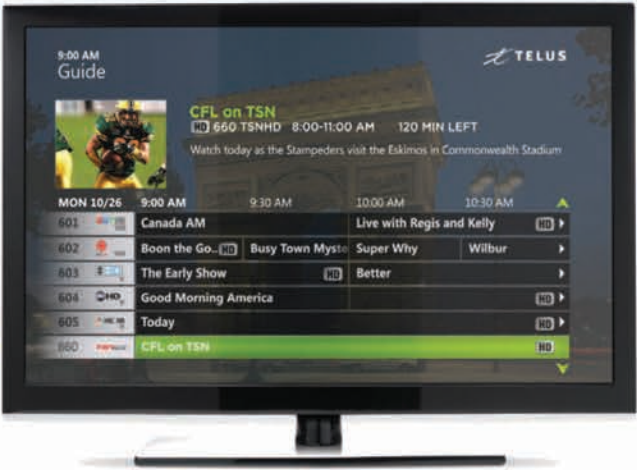 9:00 AM
Guide
TELUS
CFL on TSN
HD 660 TSNHD 8:00-11:00 AM 120 MIN LEFT
Watch today as the Stampeders visit the Eskimos in Commonwealth Stadium
MON 10/26 9:00 AM 9:30 AM 10:00 AM 10:30 AM
601 Canada AM Live with Regis and Kelly HD
602 Boon the Go.. HD Busy Town Myste Super Why Wilbur
603 The Early Show HD Better
604 HD Good Morning America HD
605 Today HD
660 CFL on TSN HD